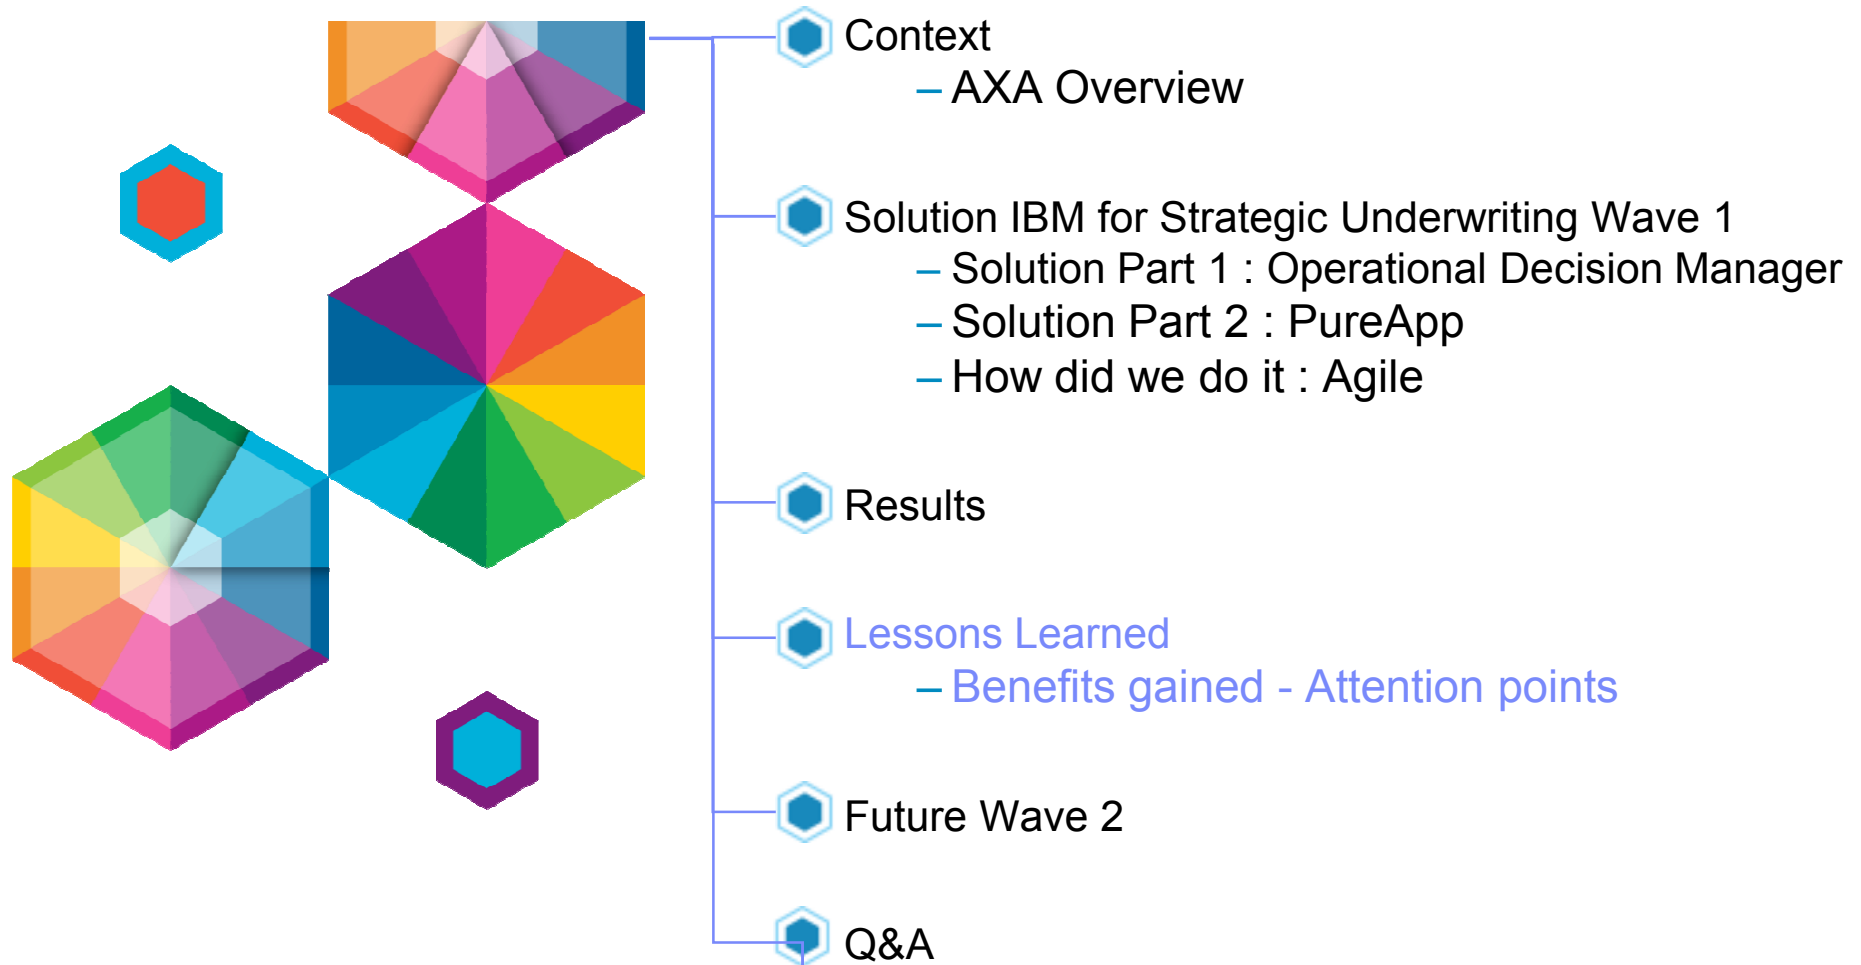 Context
– AXA Overview
Solution IBM for Strategic Underwriting Wave 1
– Solution Part 1 : Operational Decision Manager
– Solution Part 2 : PureApp
– How did we do it : Agile
Results
Lessons Learned
– Benefits gained - Attention points
Future Wave 2
Q&A